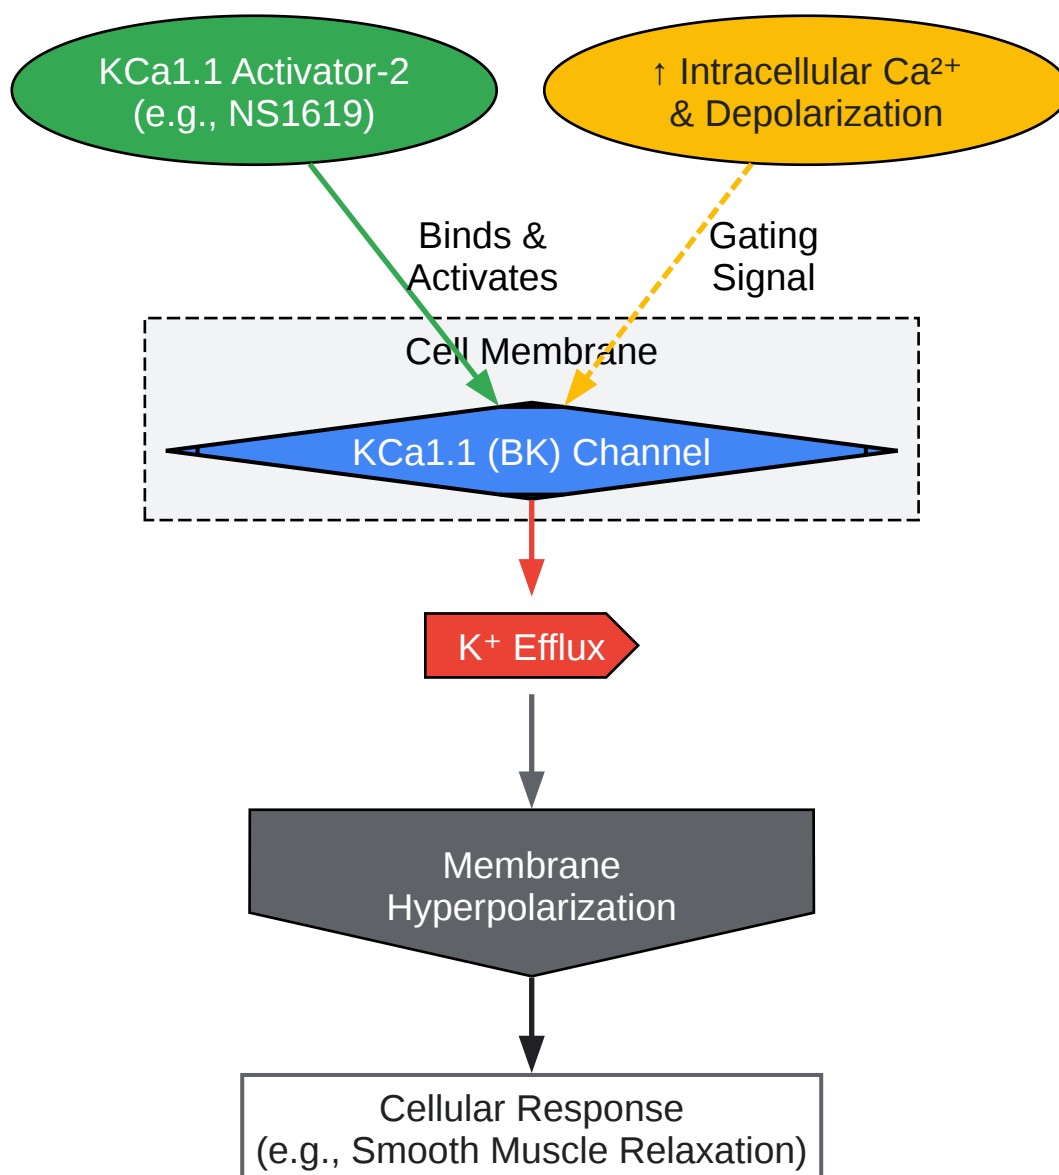 KCa1.1 Activator-2
(e.g., NS1619)
↑ Intracellular Ca²⁺
& Depolarization
Binds &
Activates
Gating
Signal
Cell Membrane
KCa1.1 (BK) Channel
K⁺ Efflux
Membrane
Hyperpolarization
Cellular Response
(e.g., Smooth Muscle Relaxation)